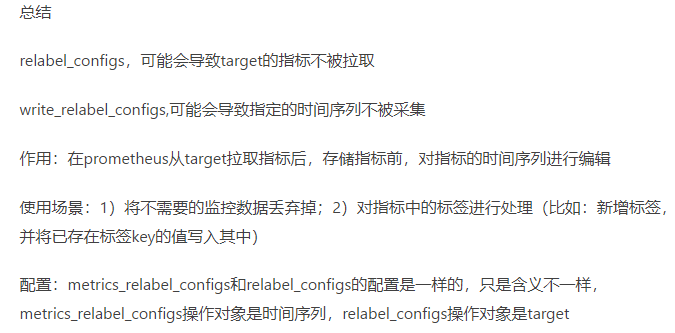 总结
relabel_configs，可能会导致target的指标不被拉取
write_relabel_configs,可能会导致指定的时间序列不被采集
作用：在prometheus从target拉取指标后，存储指标前，对指标的时间序列进行编辑
使用场景：1）将不需要的监控数据丢弃掉；2）对指标中的标签进行处理（比如：新增标签，
并将已存在标签key的值写入其中）
配置：metrics_relabel_configs和relabel_configs的配置是一样的，只是含义不一样，
metrics_relabel_configs操作对象是时间序列，relabel_configs操作对象是target